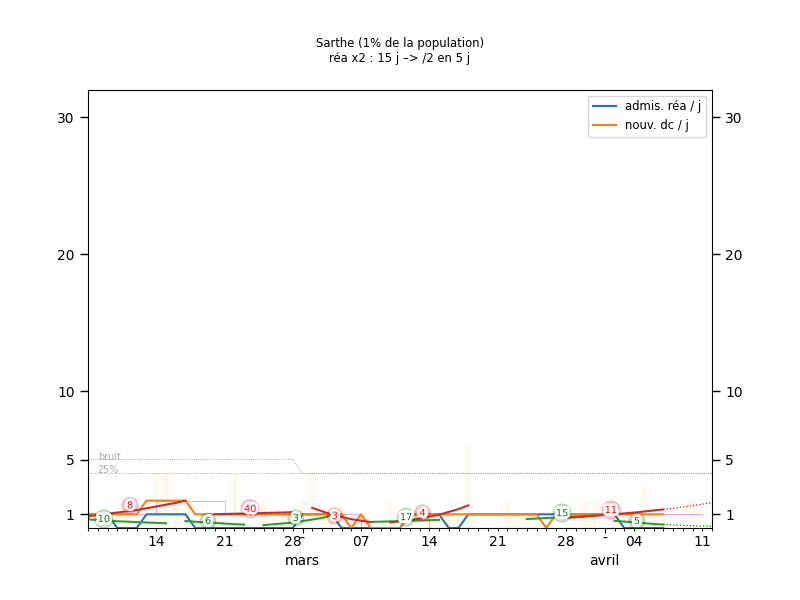 Sarthe (1% de la population)
réa x2 : 15 j –> /2 en 5 j
admis. réa / j
nouv. dc / j
30 30
20 20
10 10
5 5
1 1
bruit
25%
8
10
6
40
3
3
17
4
15
11
5
14 21 28 07 14 21 28 04 11
mars avril